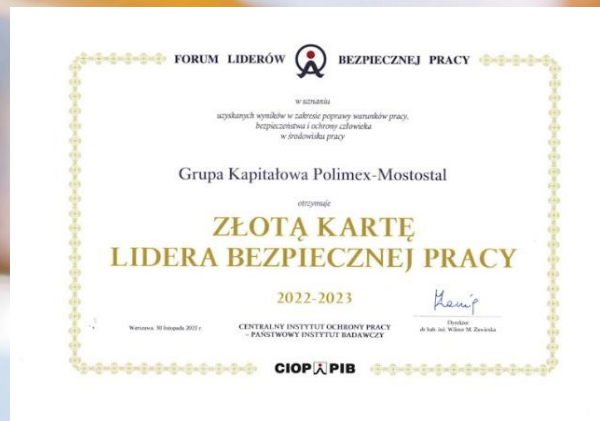 FORUM LIDERÓW BEZPIECZNEJ PRACY
w uznaniu
uzyskanych wyników w zakresie poprawy warunków pracy,
bezpieczeństwa i ochrony człowieka
w środowisku pracy
Grupa Kapitałowa Polimex-Mostostal
otrzymuje
ZŁOTĄ KARTĘ
LIDERA BEZPIECZNEJ PRACY
2022-2023
Warszawa, 30 listopada 2021 r.
CENTRALNY INSTYTUT OCHRONY PRACY
– PAŃSTWOWY INSTYTUT BADAWCZY
Dyrektor
dr hab. inż. Wiktor M. Zawieska
CIOP PIB